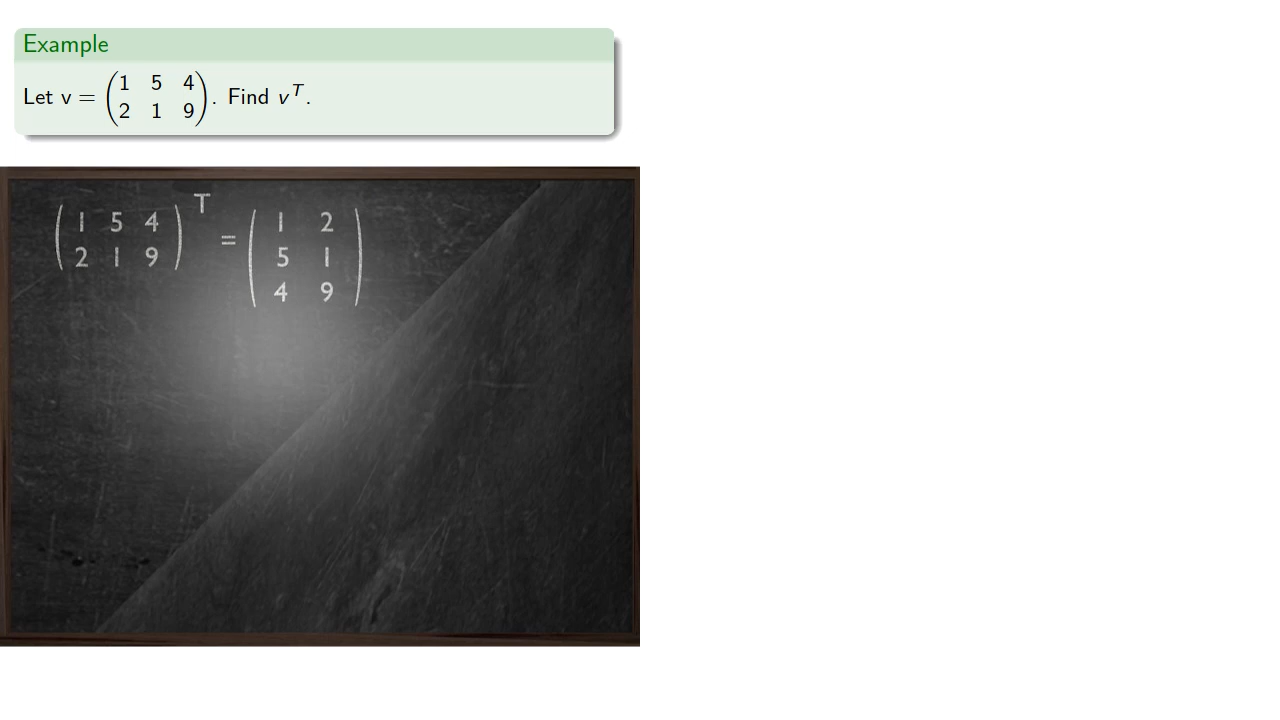 Example
Let v = (1 5 4
2 1 9). Find v^T.
(1 5 4
2 1 9)^T = (1 2
5 1
4 9)